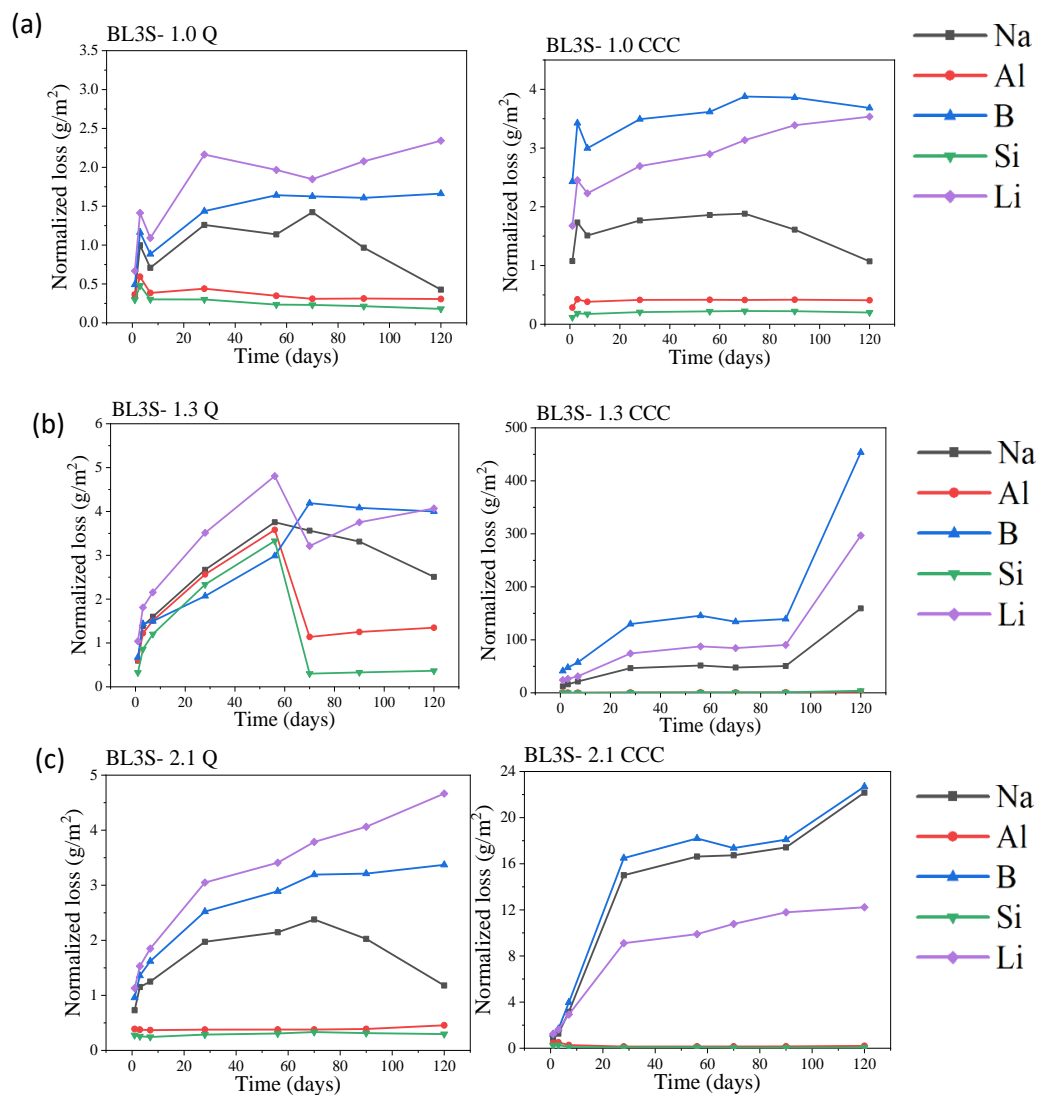 (a)
BL3S- 1.0 Q
Normalized loss (g/m²)
3.5
3.0
2.5
2.0
1.5
1.0
0.5
0.0
0 20 40 60 80 100 120
Time (days)
BL3S- 1.0 CCC
Normalized loss (g/m²)
4
3
2
1
0
0 20 40 60 80 100 120
Time (days)
Na
Al
B
Si
Li
(b)
BL3S- 1.3 Q
Normalized loss (g/m²)
6
5
4
3
2
1
0
0 20 40 60 80 100 120
Time (days)
BL3S- 1.3 CCC
Normalized loss (g/m²)
500
400
300
200
100
0
0 20 40 60 80 100 120
Time (days)
Na
Al
B
Si
Li
(c)
BL3S- 2.1 Q
Normalized loss (g/m²)
5
4
3
2
1
0
0 20 40 60 80 100 120
Time (days)
BL3S- 2.1 CCC
Normalized loss (g/m²)
24
20
16
12
8
4
0
0 20 40 60 80 100 120
Time (days)
Na
Al
B
Si
Li